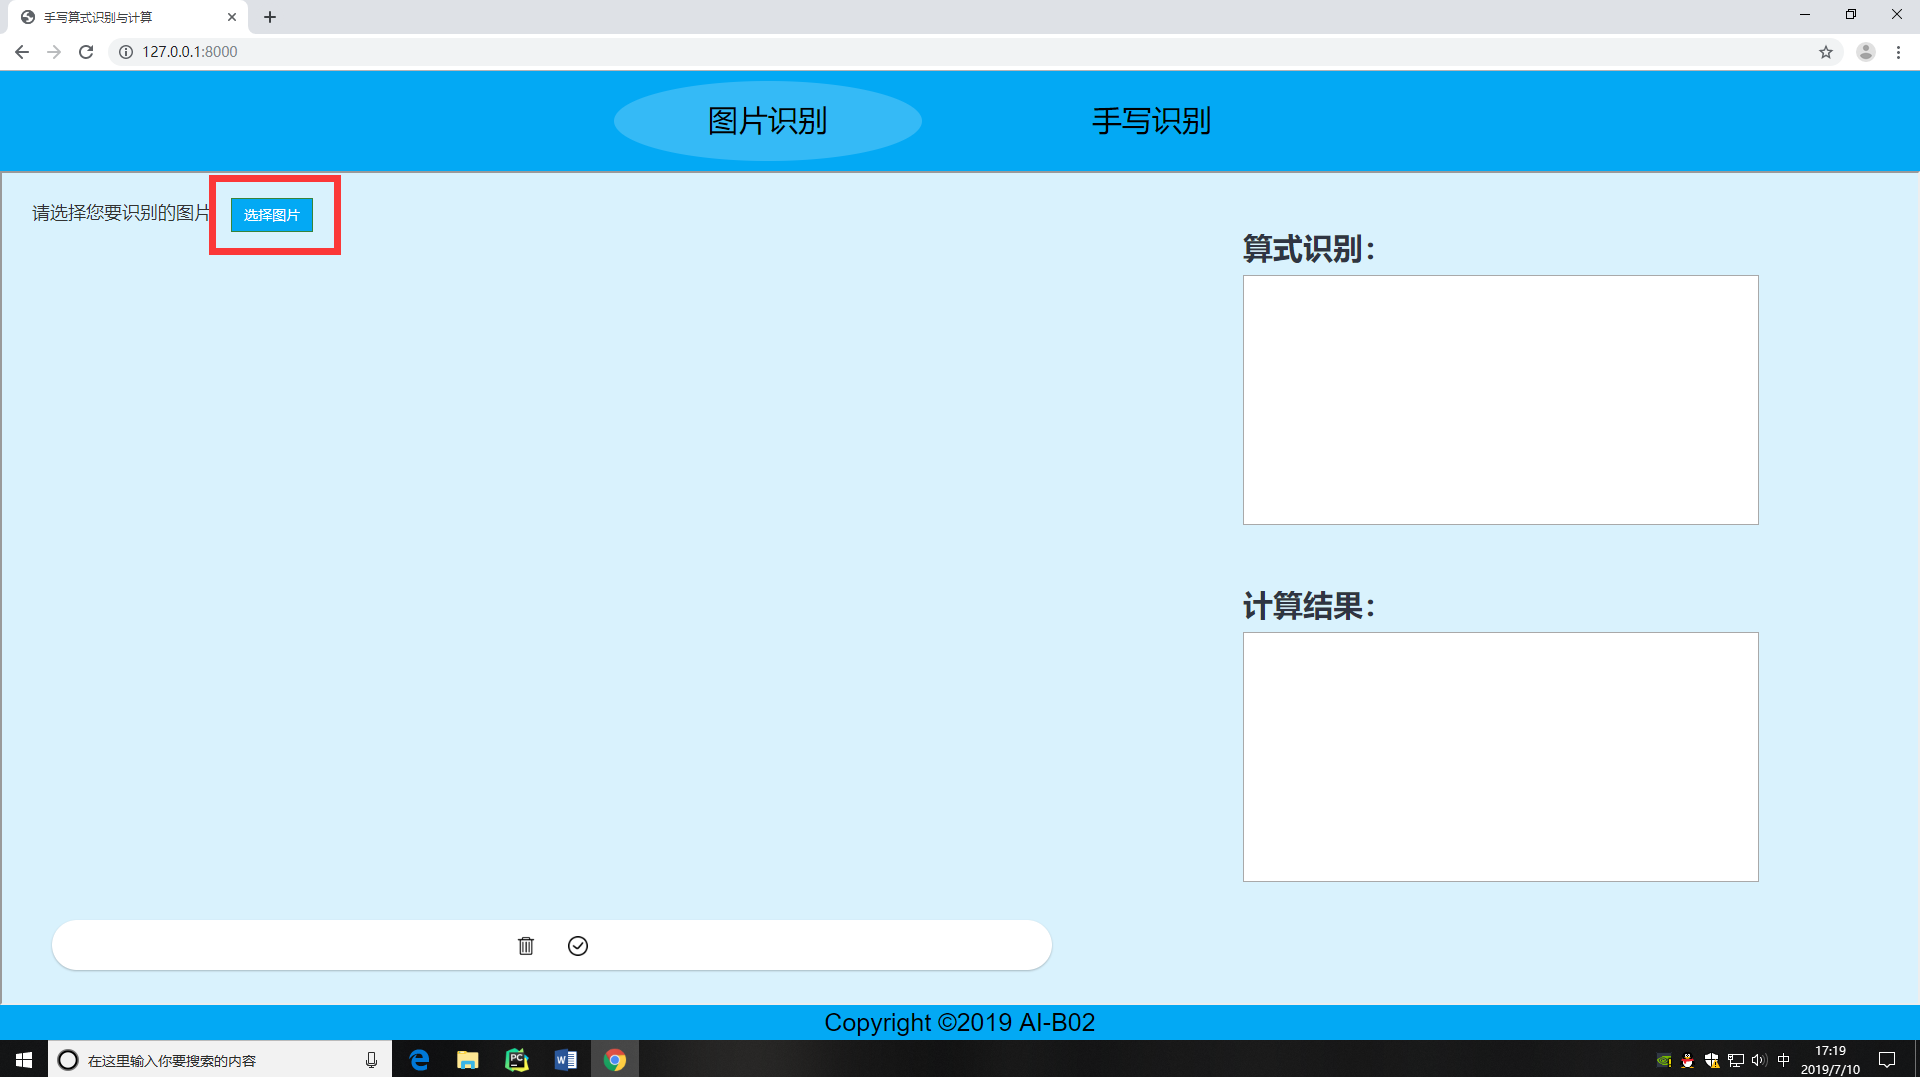 手写算式识别与计算
127.0.0.1:8000
图片识别
手写识别
请选择您要识别的图片
选择图片
算式识别：
计算结果：
Copyright ©2019 AI-B02
在这里输入你要搜索的内容
中
17:19
2019/7/10